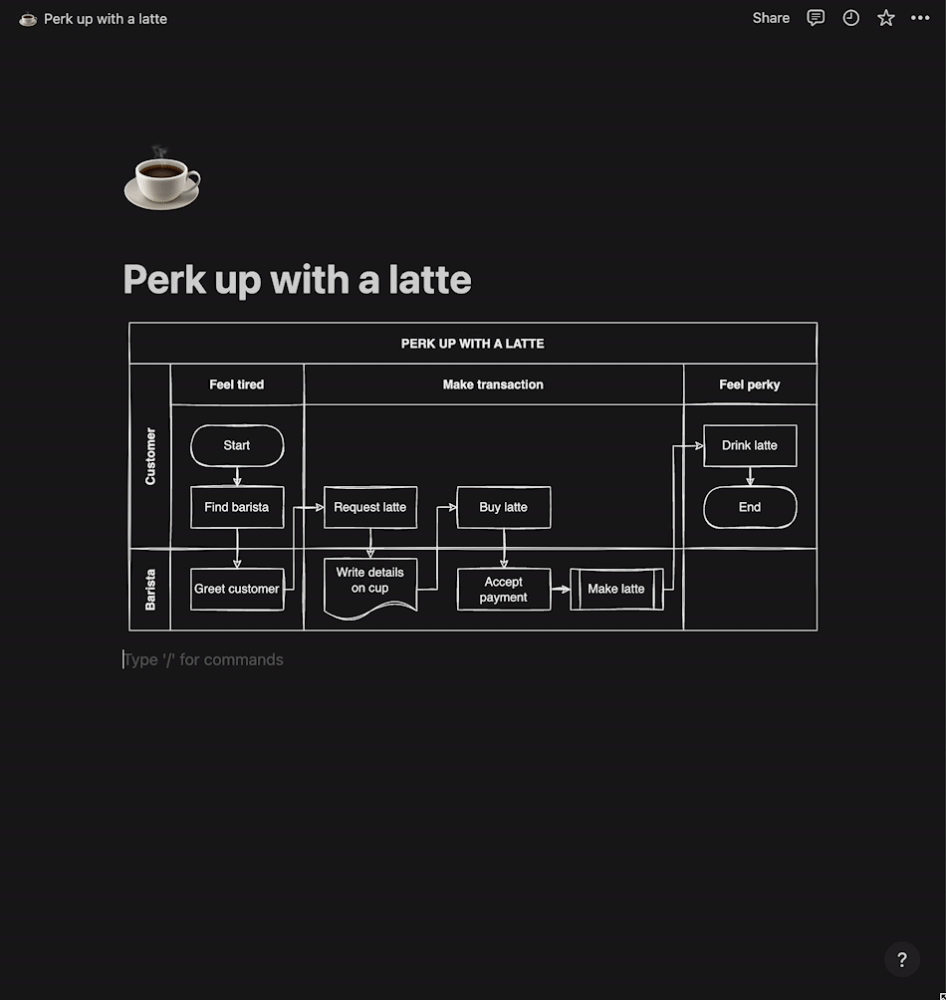 Perk up with a latte
Share
Perk up with a latte
PERK UP WITH A LATTE
Feel tired
Make transaction
Feel perky
Customer
Start
Drink latte
Find barista
Request latte
Buy latte
End
Barista
Greet customer
Write details
on cup
Accept
payment
Make latte
Type '/' for commands
?